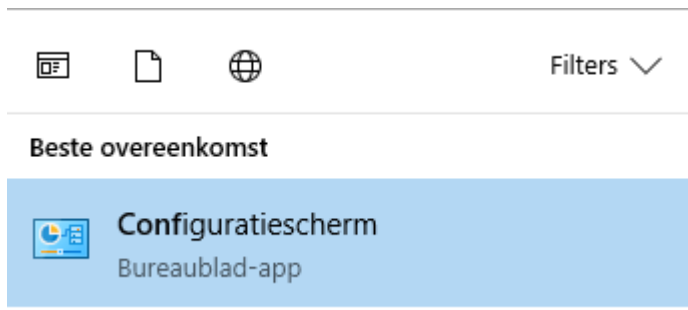 Filters
Beste overeenkomst
Configuratiescherm
Bureaublad-app